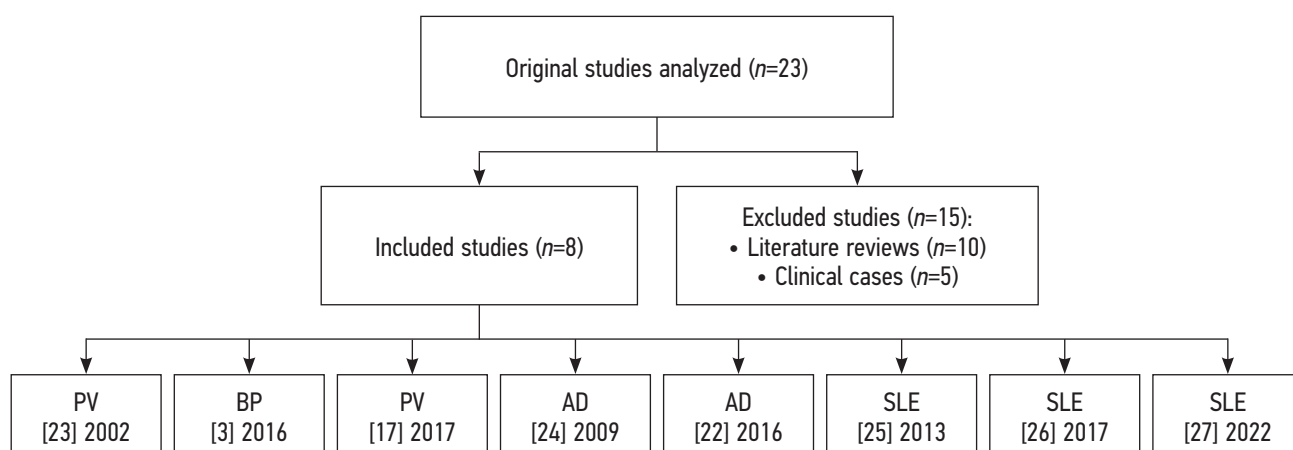 Original studies analyzed (n=23)
Included studies (n=8)
Excluded studies (n=15):
• Literature reviews (n=10)
• Clinical cases (n=5)
PV
[23] 2002
BP
[3] 2016
PV
[17] 2017
AD
[24] 2009
AD
[22] 2016
SLE
[25] 2013
SLE
[26] 2017
SLE
[27] 2022